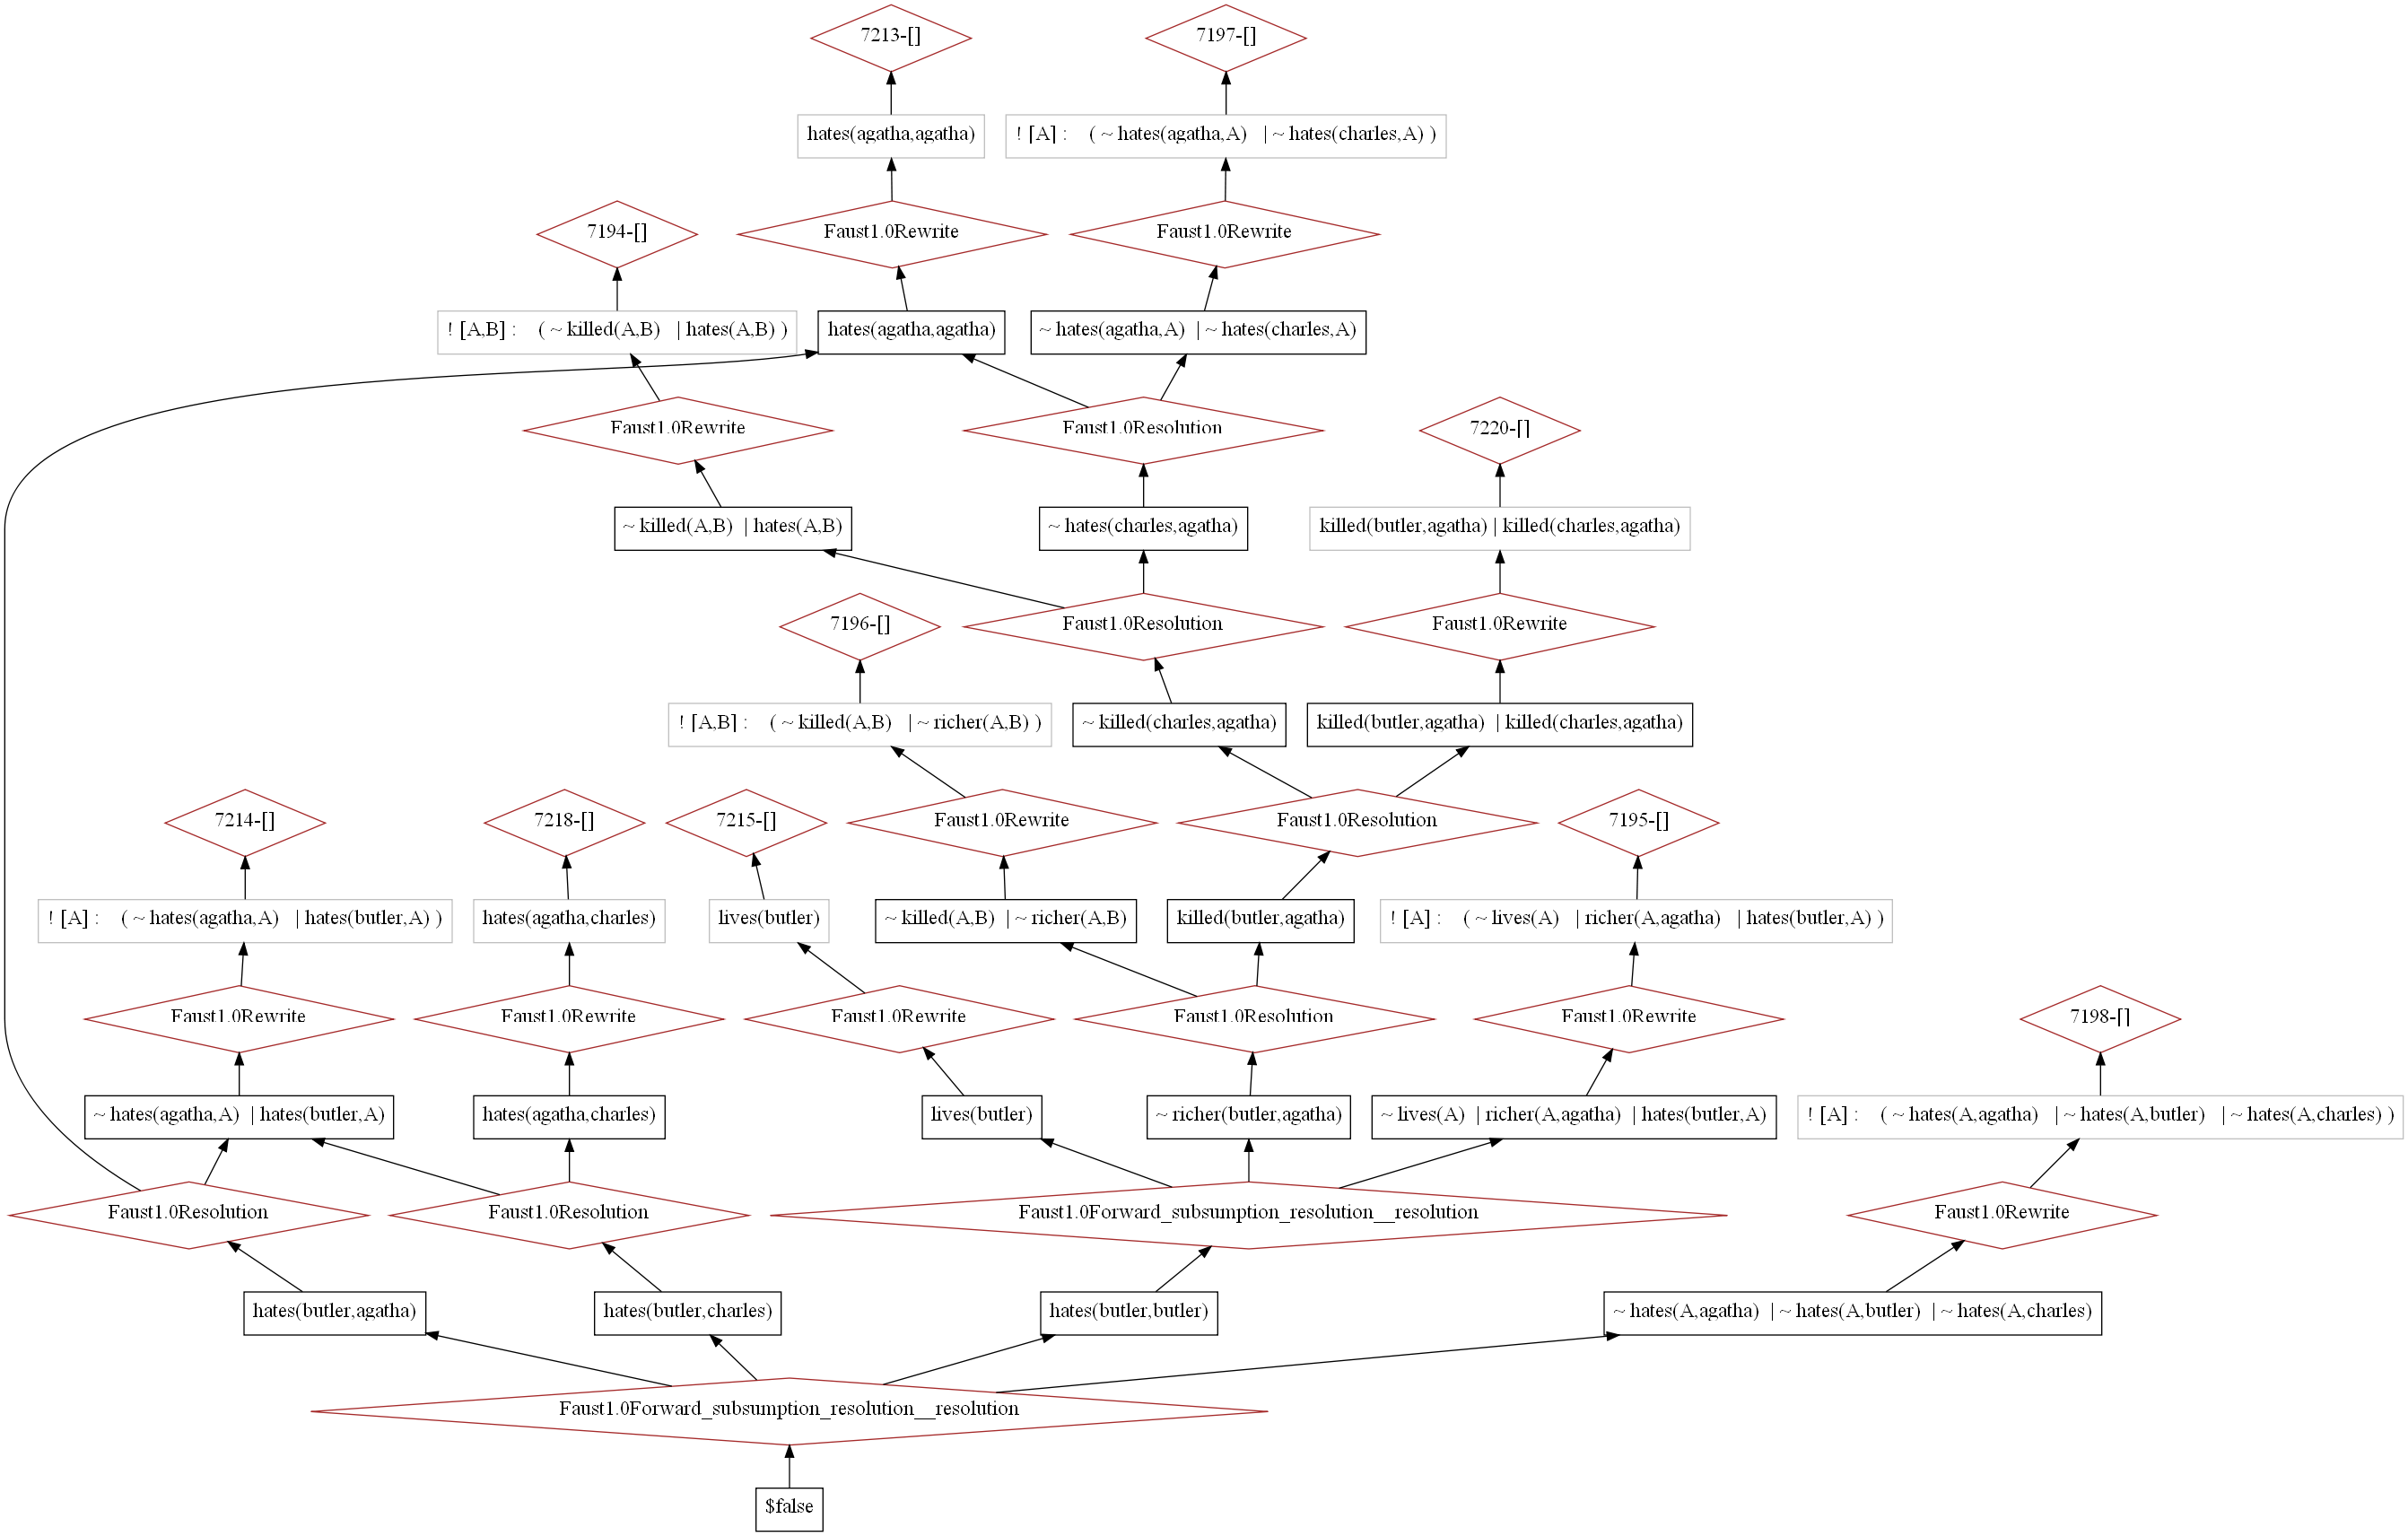 7213-[]
7197-[]
hates(agatha,agatha)
! [A] : ( ~ hates(agatha,A) | ~ hates(charles,A) )
7194-[]
Faust1.0Rewrite
Faust1.0Rewrite
! [A,B] : ( ~ killed(A,B) | hates(A,B) )
hates(agatha,agatha)
~ hates(agatha,A) | ~ hates(charles,A)
Faust1.0Rewrite
Faust1.0Resolution
7220-[]
~ killed(A,B) | hates(A,B)
~ hates(charles,agatha)
killed(butler,agatha) | killed(charles,agatha)
7196-[]
Faust1.0Resolution
Faust1.0Rewrite
! [A,B] : ( ~ killed(A,B) | ~ richer(A,B) )
~ killed(charles,agatha)
killed(butler,agatha) | killed(charles,agatha)
7214-[]
7218-[]
7215-[]
Faust1.0Rewrite
Faust1.0Resolution
7195-[]
! [A] : ( ~ hates(agatha,A) | hates(butler,A) )
hates(agatha,charles)
lives(butler)
~ killed(A,B) | ~ richer(A,B)
killed(butler,agatha)
! [A] : ( ~ lives(A) | richer(A,agatha) | hates(butler,A) )
Faust1.0Rewrite
Faust1.0Rewrite
Faust1.0Rewrite
Faust1.0Resolution
Faust1.0Rewrite
7198-[]
~ hates(agatha,A) | hates(butler,A)
hates(agatha,charles)
lives(butler)
~ richer(butler,agatha)
~ lives(A) | richer(A,agatha) | hates(butler,A)
! [A] : ( ~ hates(A,agatha) | ~ hates(A,butler) | ~ hates(A,charles) )
Faust1.0Resolution
Faust1.0Resolution
Faust1.0Forward_subsumption_resolution__resolution
Faust1.0Rewrite
hates(butler,agatha)
hates(butler,charles)
hates(butler,butler)
~ hates(A,agatha) | ~ hates(A,butler) | ~ hates(A,charles)
Faust1.0Forward_subsumption_resolution__resolution
$false